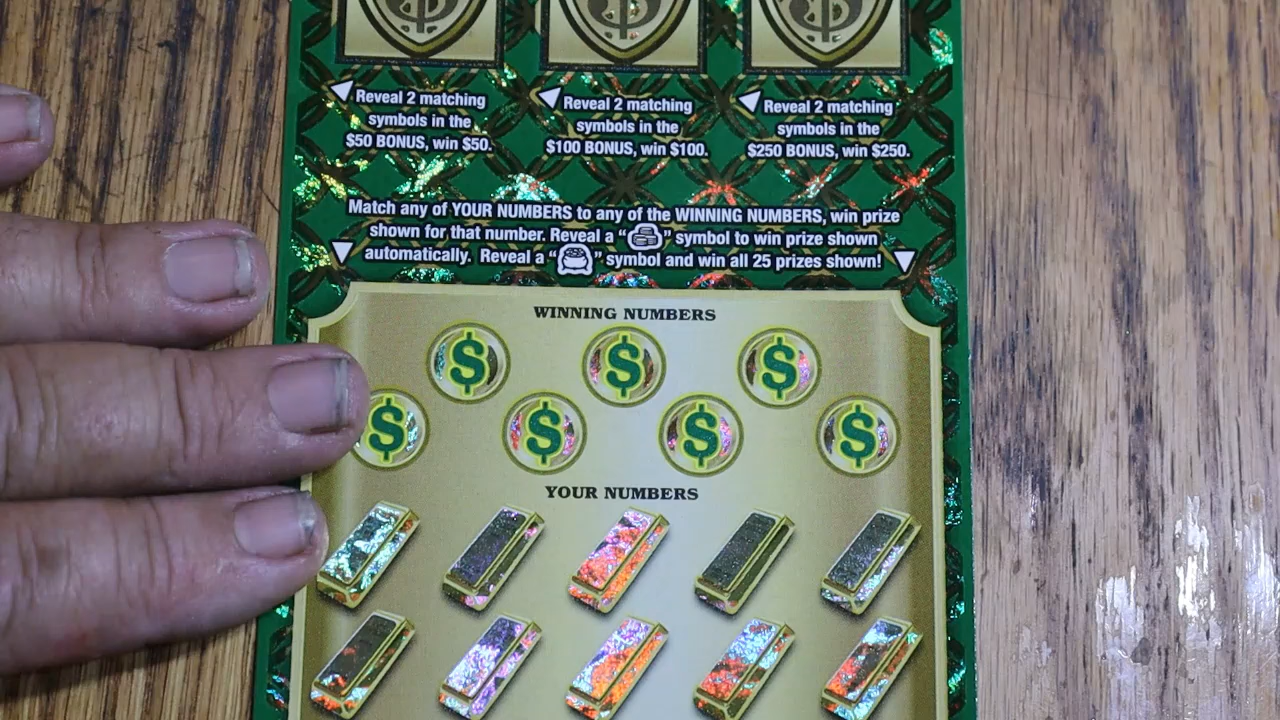 Reveal 2 matching
symbols in the
$50 BONUS, win $50.
Reveal 2 matching
symbols in the
$100 BONUS, win $100.
Reveal 2 matching
symbols in the
$250 BONUS, win $250.
Match any of YOUR NUMBERS to any of the WINNING NUMBERS, win prize
shown for that number. Reveal a “ ” symbol to win prize shown
automatically. Reveal a “ ” symbol and win all 25 prizes shown!
WINNING NUMBERS
$ $ $
$ $ $ $
YOUR NUMBERS